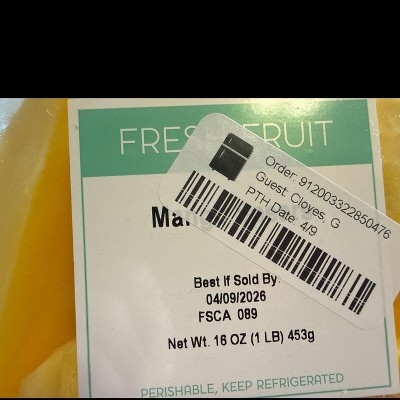 FRESH FRUIT
Order: 912003322850476
Guest: Cloyes, G
PTH Date: 4/9
Best If Sold By:
04/09/2026
FSCA 089
Net Wt. 16 OZ (1 LB) 453g
PERISHABLE, KEEP REFRIGERATED